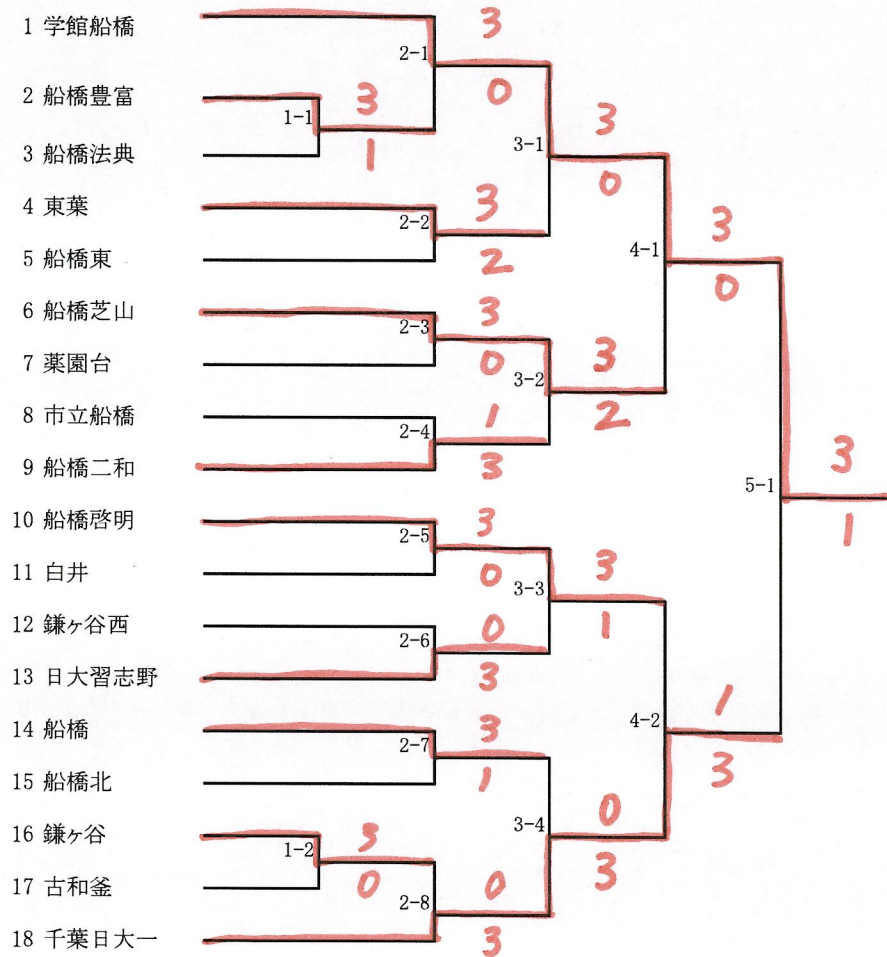 1 学館船橋
3
2-1
0
2 船橋豊富
3
1-1
1
3 船橋法典
3
3-1
0
4 東葉
3
2-2
2
5 船橋東
3
4-1
0
6 船橋芝山
3
2-3
0
7 薬園台
3
3-2
2
8 市立船橋
1
2-4
3
9 船橋二和
3
5-1
1
10 船橋啓明
3
2-5
0
11 白井
3
3-3
1
12 鎌ヶ谷西
0
2-6
3
13 日大習志野
1
4-2
3
14 船橋
3
2-7
1
15 船橋北
0
3-4
3
16 鎌ヶ谷
3
1-2
0
17 古和釜
0
2-8
3
18 千葉日大一